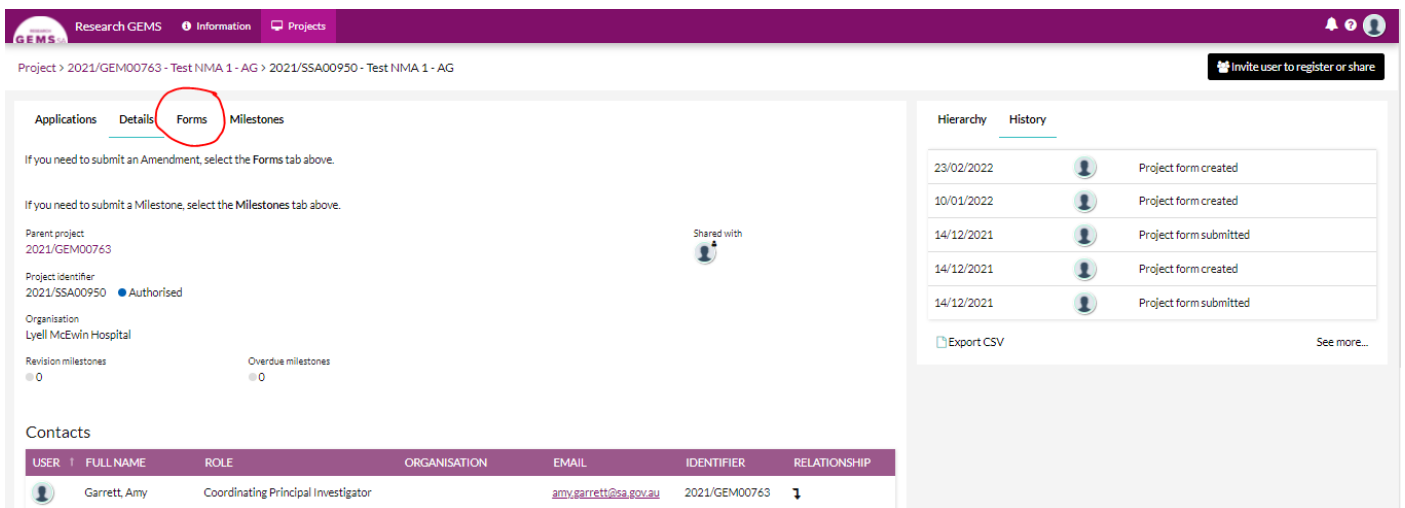 GEMS
Research GEMS Information Projects
Project > 2021/GEM00763 - Test NMA 1 - AG > 2021/SSA00950 - Test NMA 1 - AG
Invite user to register or share
Applications Details Forms Milestones
If you need to submit an Amendment, select the Forms tab above.
If you need to submit a Milestone, select the Milestones tab above.
Parent project
2021/GEM00763
Shared with
Project identifier
2021/SSA00950 Authorised
Organisation
Lyell McEwin Hospital
Revision milestones Overdue milestones
0 0
Contacts
USER FULL NAME ROLE ORGANISATION EMAIL IDENTIFIER RELATIONSHIP
Garrett, Amy Coordinating Principal Investigator amy.garrett@sa.gov.au 2021/GEM00763
Hierarchy History
23/02/2022 Project form created
10/01/2022 Project form created
14/12/2021 Project form submitted
14/12/2021 Project form created
14/12/2021 Project form submitted
Export CSV See more...